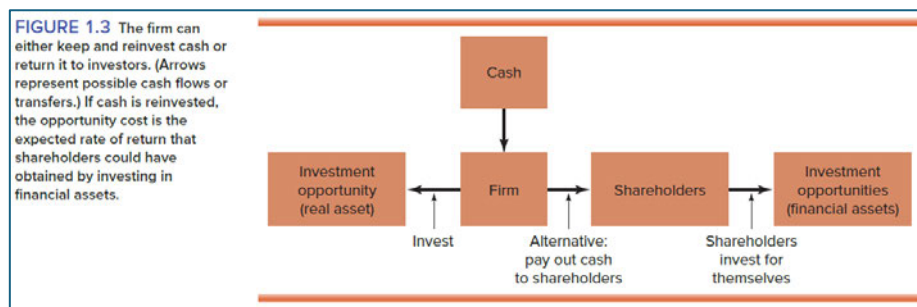 FIGURE 1.3 The firm can
either keep and reinvest cash or
return it to investors. (Arrows
represent possible cash flows or
transfers.) If cash is reinvested,
the opportunity cost is the
expected rate of return that
shareholders could have
obtained by investing in
financial assets.
Cash
Investment
opportunity
(real asset)
Firm
Shareholders
Investment
opportunities
(financial assets)
Invest
Alternative:
pay out cash
to shareholders
Shareholders
invest for
themselves